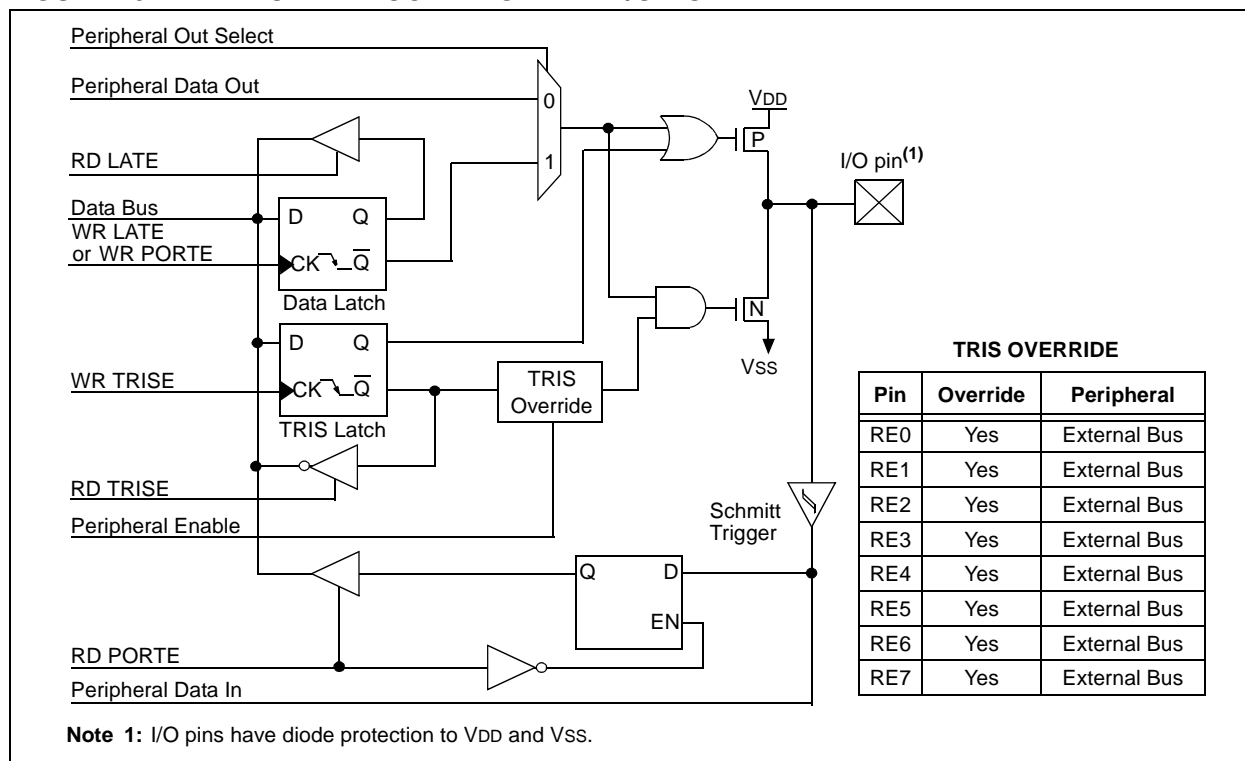 Peripheral Out Select
Peripheral Data Out
0
1
VDD
P
I/O pin(1)
RD LATE
Data Bus
WR LATE
or WR PORTE
D Q
CK Q
Data Latch
N
VSS
D Q
CK Q
TRIS Latch
WR TRISE
TRIS
Override
RD TRISE
Peripheral Enable
Schmitt
Trigger
Q D
EN
RD PORTE
Peripheral Data In
TRIS OVERRIDE
Pin Override Peripheral
RE0 Yes External Bus
RE1 Yes External Bus
RE2 Yes External Bus
RE3 Yes External Bus
RE4 Yes External Bus
RE5 Yes External Bus
RE6 Yes External Bus
RE7 Yes External Bus
Note 1: I/O pins have diode protection to VDD and VSS.